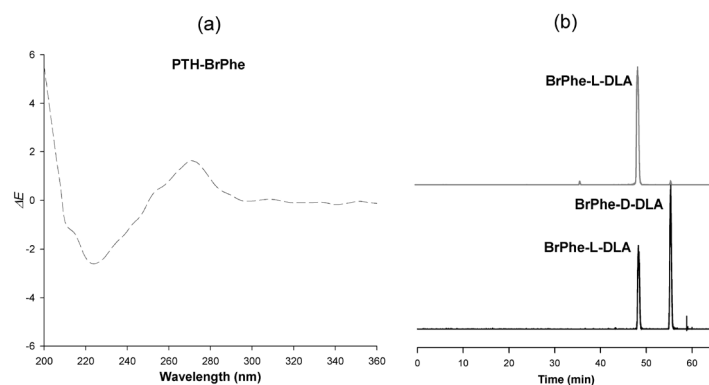 (a)
PTH-BrPhe
6
4
2
0
-2
-4
-6
ΔE
200 220 240 260 280 300 320 340 360
Wavelength (nm)
(b)
BrPhe-L-DLA
BrPhe-D-DLA
BrPhe-L-DLA
0 10 20 30 40 50 60
Time (min)